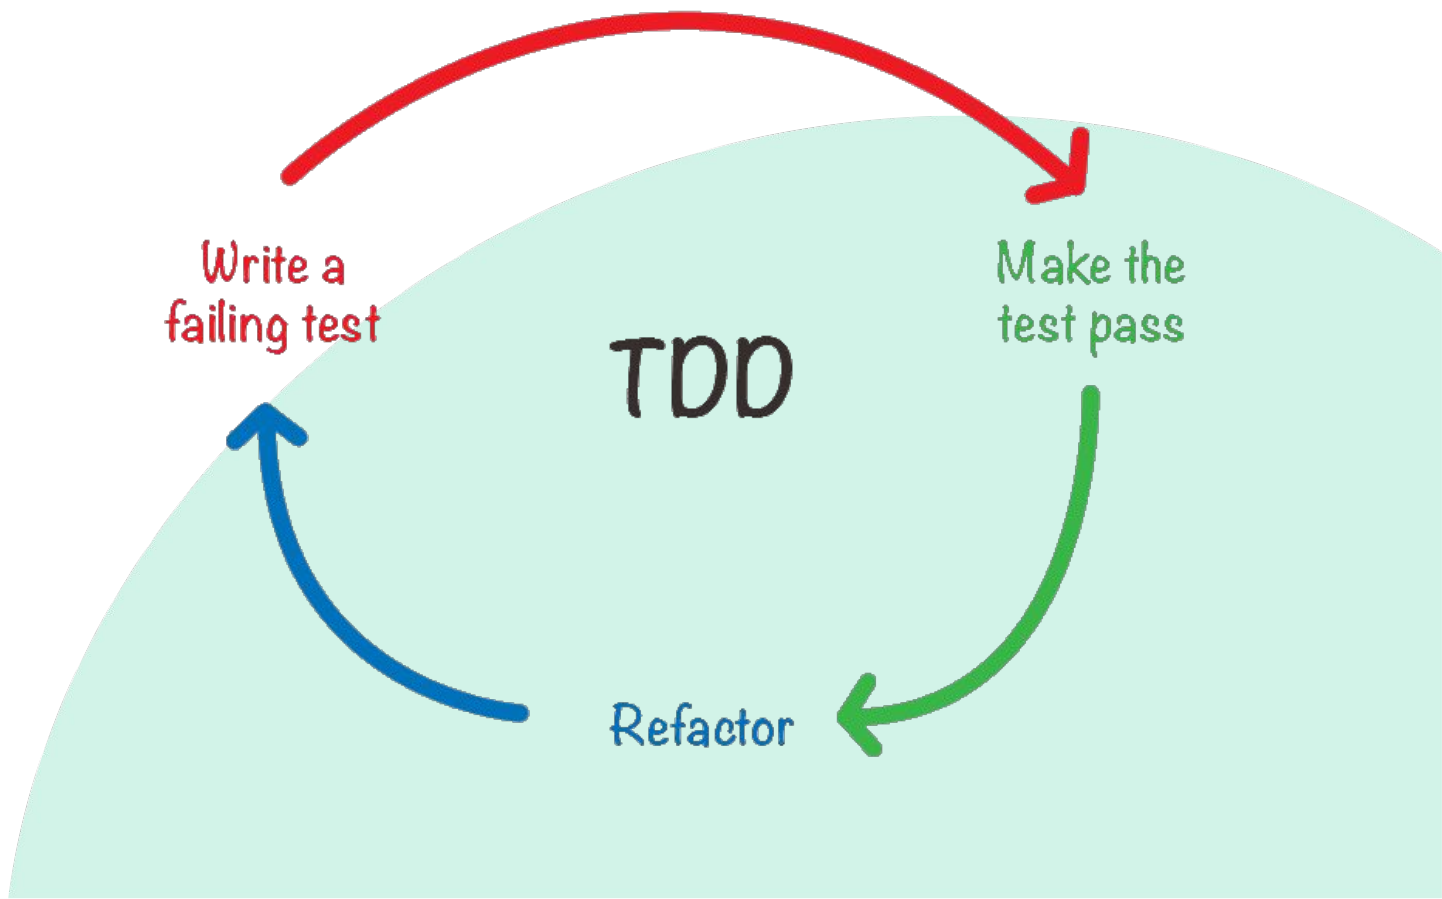 Write a
failing test
Make the
test pass
TDD
Refactor